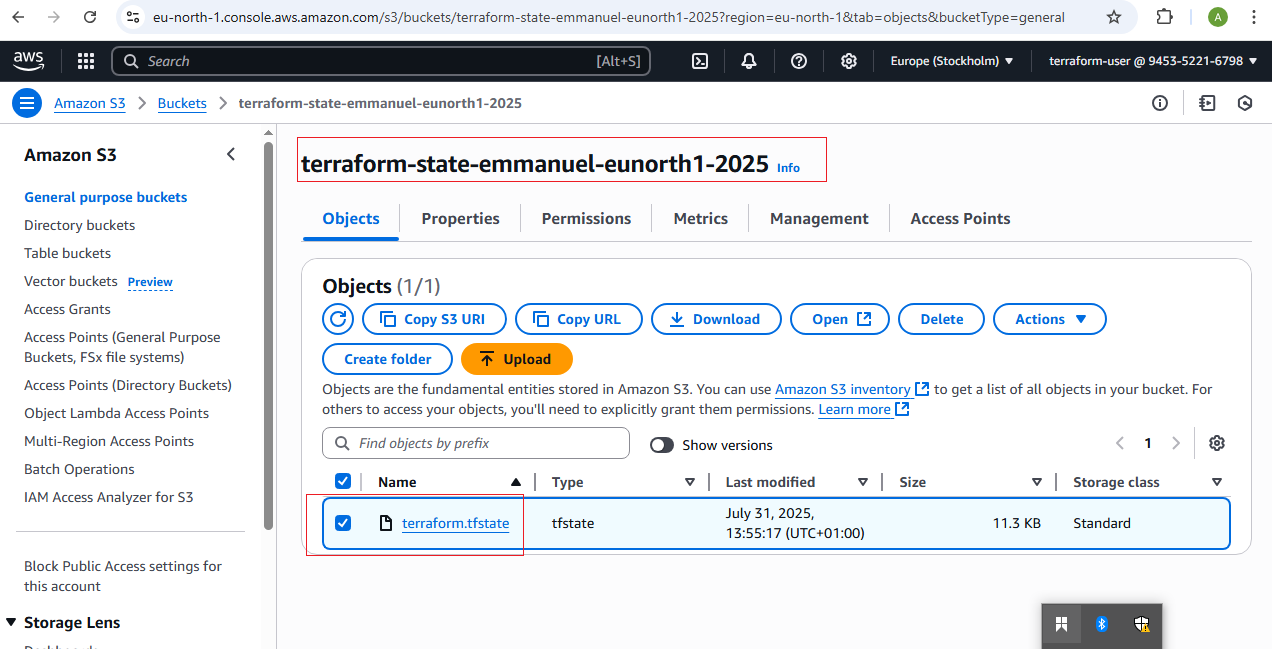 eu-north-1.console.aws.amazon.com/s3/buckets/terraform-state-emmanuel-eunorth1-2025?region=eu-north-1&tab=objects&bucketType=general
A
aws
Search [Alt+S]
Europe (Stockholm)
terraform-user @ 9453-5221-6798
Amazon S3
Buckets
terraform-state-emmanuel-eunorth1-2025
Amazon S3
General purpose buckets
Directory buckets
Table buckets
Vector buckets Preview
Access Grants
Access Points (General Purpose
Buckets, FSx file systems)
Access Points (Directory Buckets)
Object Lambda Access Points
Multi-Region Access Points
Batch Operations
IAM Access Analyzer for S3
Block Public Access settings for
this account
Storage Lens
Dashboards
terraform-state-emmanuel-eunorth1-2025 Info
Objects
Properties
Permissions
Metrics
Management
Access Points
Objects (1/1)
Copy S3 URI
Copy URL
Download
Open
Delete
Actions
Create folder
Upload
Objects are the fundamental entities stored in Amazon S3. You can use Amazon S3 inventory to get a list of all objects in your bucket. For
others to access your objects, you'll need to explicitly grant them permissions. Learn more
Find objects by prefix
Show versions
1
Name Type Last modified Size Storage class
terraform.tfstate tfstate July 31, 2025,
13:55:17 (UTC+01:00) 11.3 KB Standard